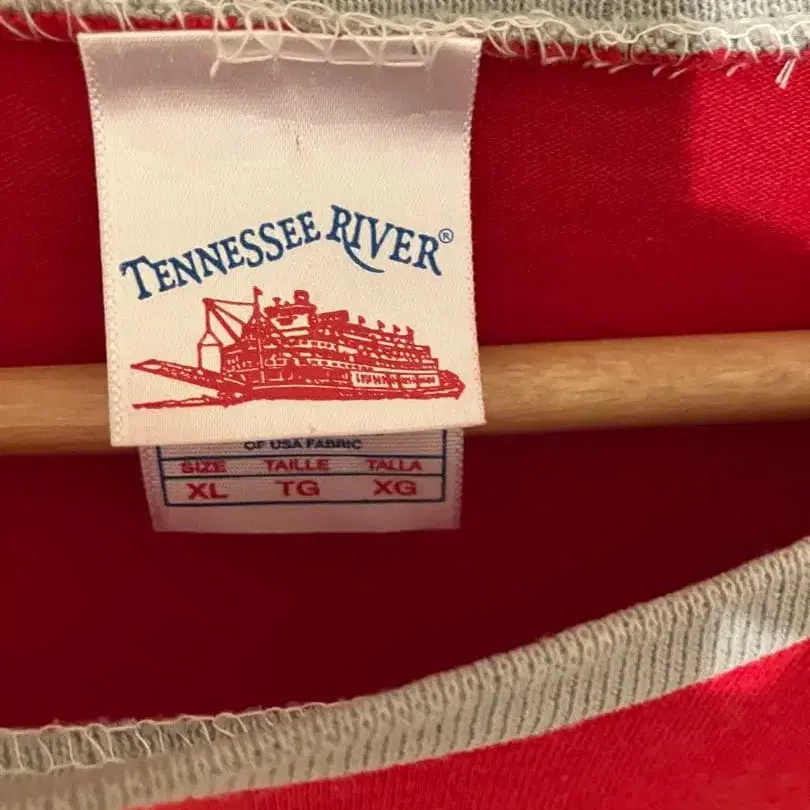 TENNESSEE RIVER®
OF USA FABRIC
SIZE TAILLE TALLA
XL TG XG